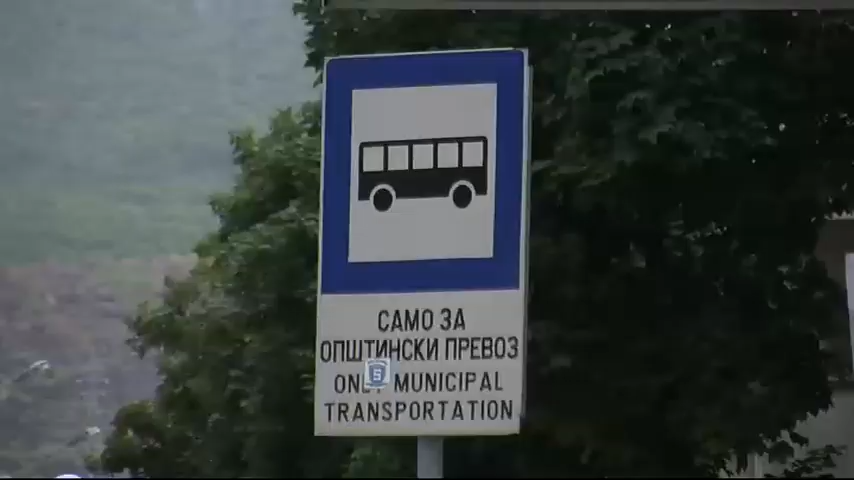 САМО ЗА
ОПШТИНСКИ ПРЕВОЗ
ONLY MUNICIPAL
TRANSPORTATION